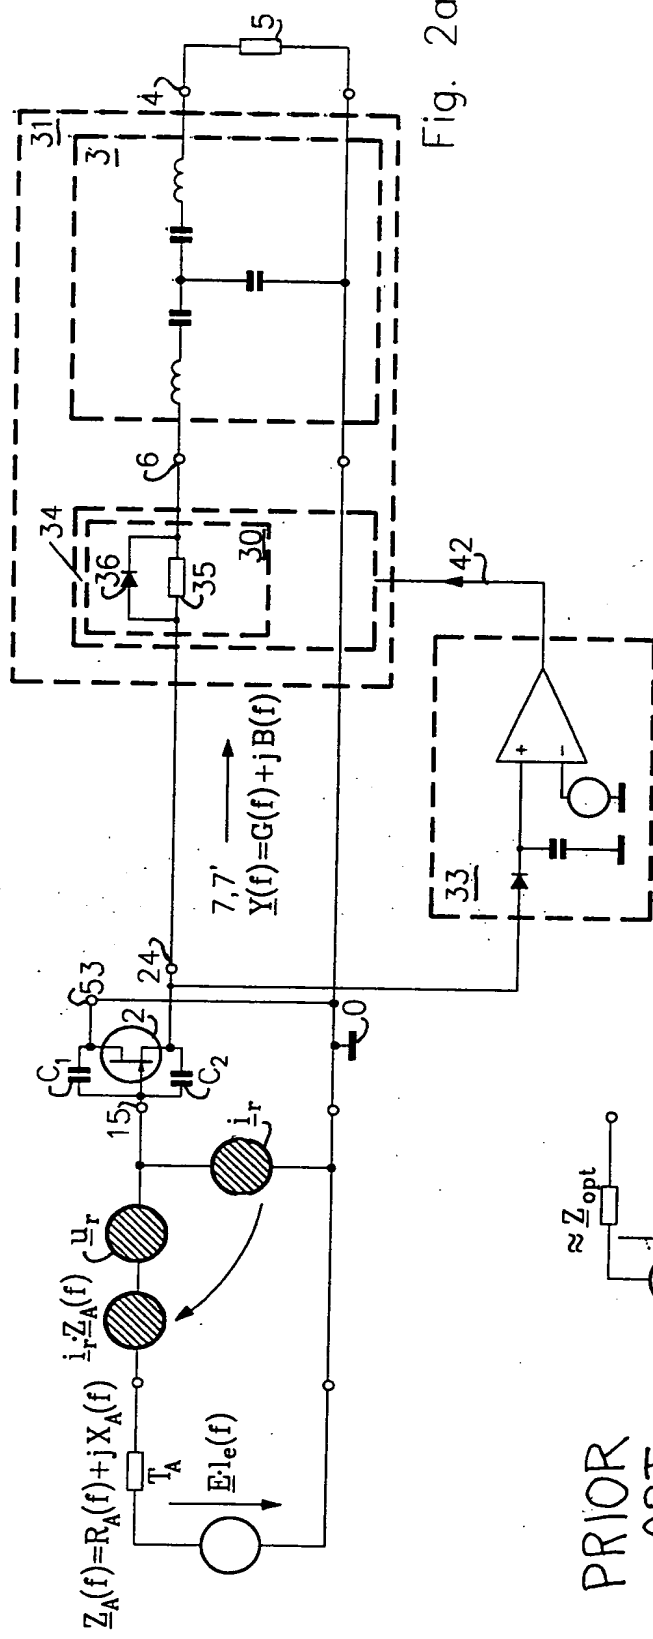 Fig. 2a
31
3
4
5
6
34
36
30
35
42
33
+
−
7,7'
Y(f)=G(f)+jB(f)
24
53
2
C₁
C₂
15
0
i_r
u_r
i_r·Z_A(f)
Z_A(f)=R_A(f)+jX_A(f)
T_A
E·l_e(f)
≈ Z_opt
PRIOR